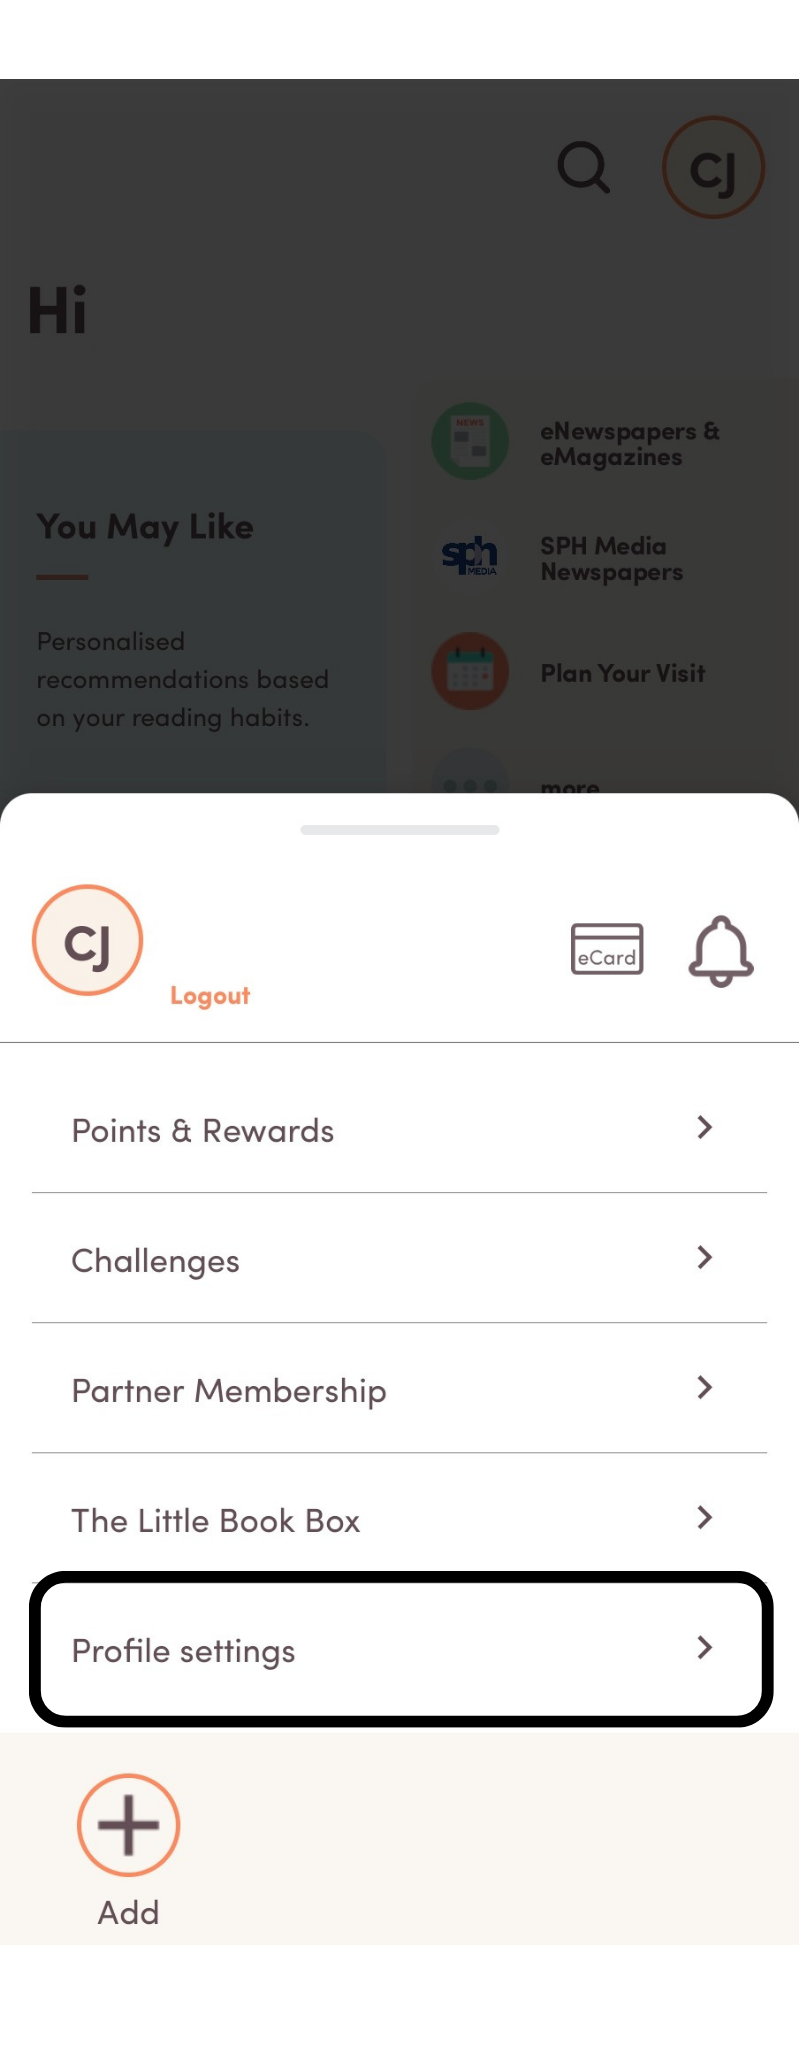 CJ
Hi
You May Like
Personalised
recommendations based
on your reading habits.
NEWS
eNewspapers &
eMagazines
sph
MEDIA
SPH Media
Newspapers
Plan Your Visit
more
CJ
Logout
eCard
Points & Rewards
Challenges
Partner Membership
The Little Book Box
Profile settings
Add